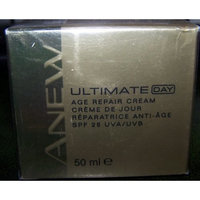 ANEW
ULTIMATE DAY
AGE REPAIR CREAM
CRÈME DE JOUR
RÉPARATRICE ANTI-ÂGE
SPF 25 UVA/UVB
50 ml e